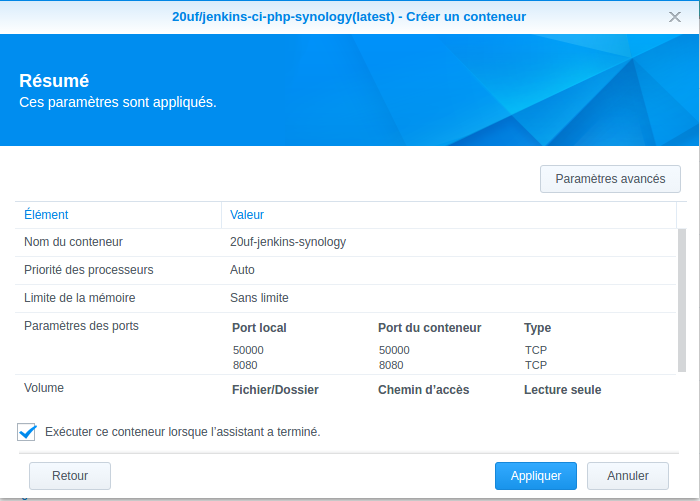 20uf/jenkins-ci-php-synology(latest) - Créer un conteneur
Résumé
Ces paramètres sont appliqués.
Paramètres avancés
Élément Valeur
Nom du conteneur 20uf-jenkins-synology
Priorité des processeurs Auto
Limite de la mémoire Sans limite
Paramètres des ports Port local Port du conteneur Type
50000 50000 TCP
8080 8080 TCP
Volume Fichier/Dossier Chemin d'accès Lecture seule
Exécuter ce conteneur lorsque l'assistant a terminé.
Retour Appliquer Annuler